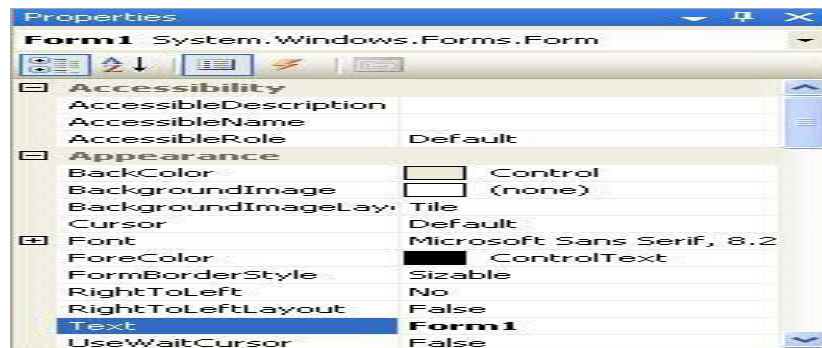 Properties
Form1 System.Windows.Forms.Form
Accessibility
AccessibleDescription
AccessibleName
AccessibleRole Default
Appearance
BackColor Control
BackgroundImage (none)
BackgroundImageLay Tile
Cursor Default
Font Microsoft Sans Serif, 8.2
ForeColor ControlText
FormBorderStyle Sizable
RightToLeft No
RightToLeftLayout False
Text Form1
UseWaitCursor False